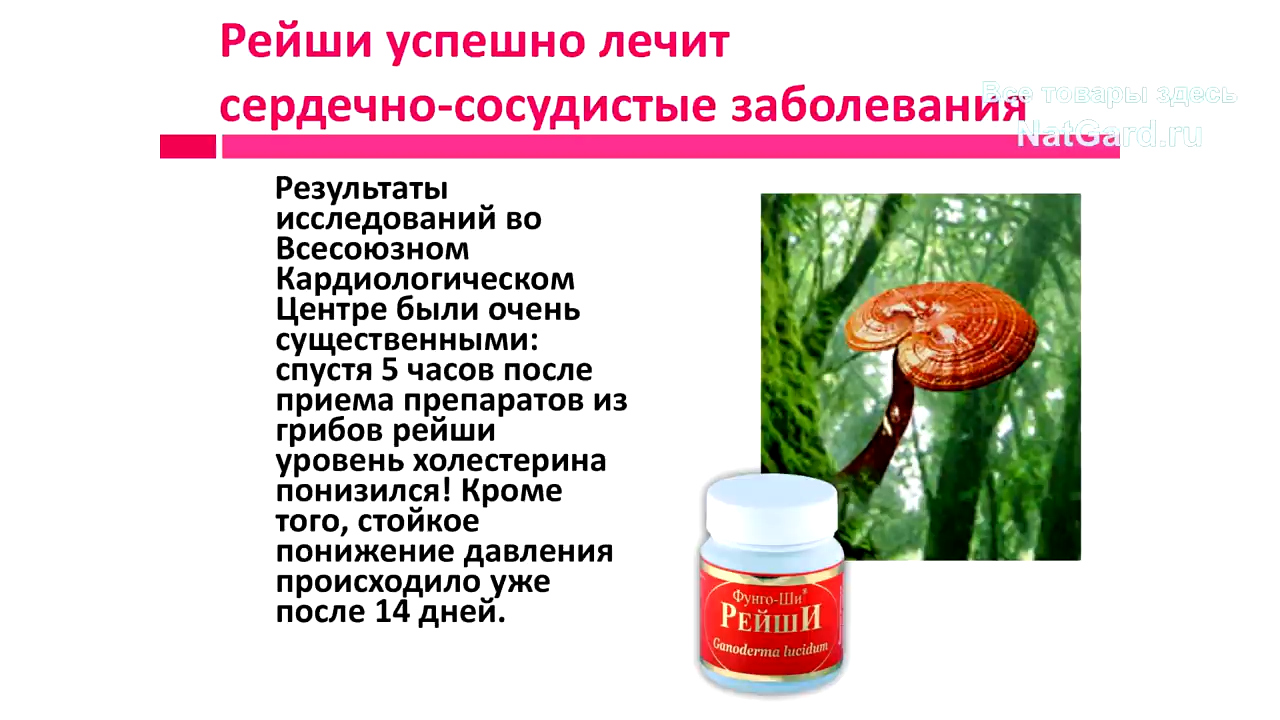 Рейши успешно лечит
сердечно-сосудистые заболевания
Все товары здесь
NatGard.ru
Результаты
исследований во
Всесоюзном
Кардиологическом
Центре были очень
существенными:
спустя 5 часов после
приема препаратов из
грибов рейши
уровень холестерина
понизился! Кроме
того, стойкое
понижение давления
происходило уже
после 14 дней.
Фунго-Ши*
РЕЙШИ
Ganoderma lucidum